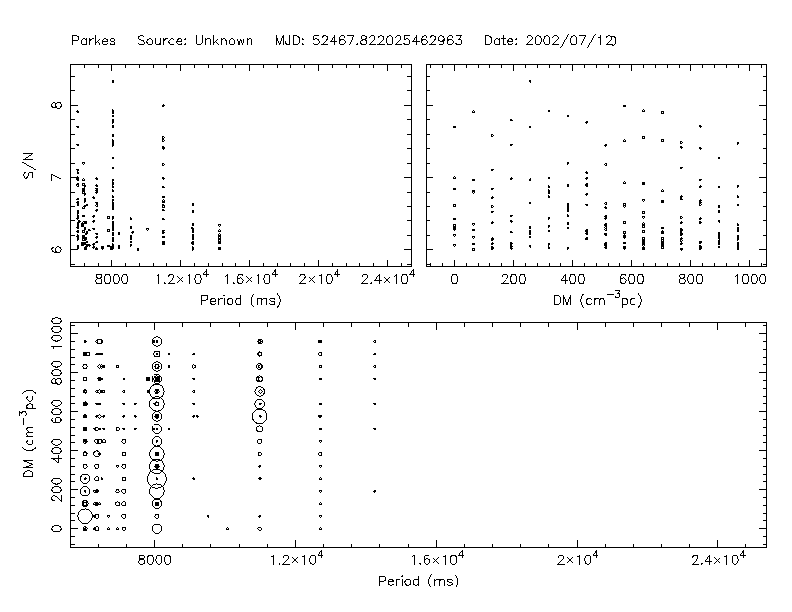 Parkes Source: Unknown MJD: 52467.822025462963 Date: 2002/07/12
S/N
8
7
6
8000 1.2×10⁴ 1.6×10⁴ 2×10⁴ 2.4×10⁴
Period (ms)
0 200 400 600 800 1000
DM (cm⁻³pc)
DM (cm⁻³pc)
1000
800
600
400
200
0
8000 1.2×10⁴ 1.6×10⁴ 2×10⁴ 2.4×10⁴
Period (ms)